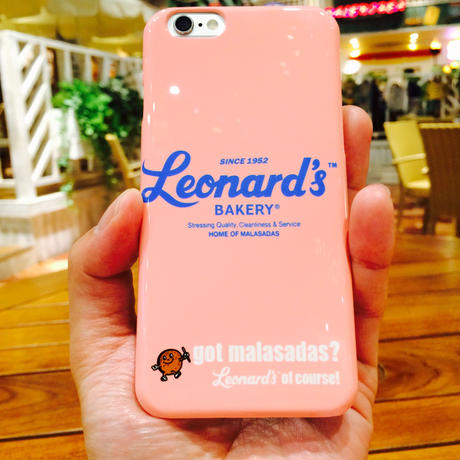 SINCE 1952
Leonard's™
BAKERY®
Stressing Quality, Cleanliness & Service
HOME OF MALASADAS
got malasadas?
Leonard's of course!